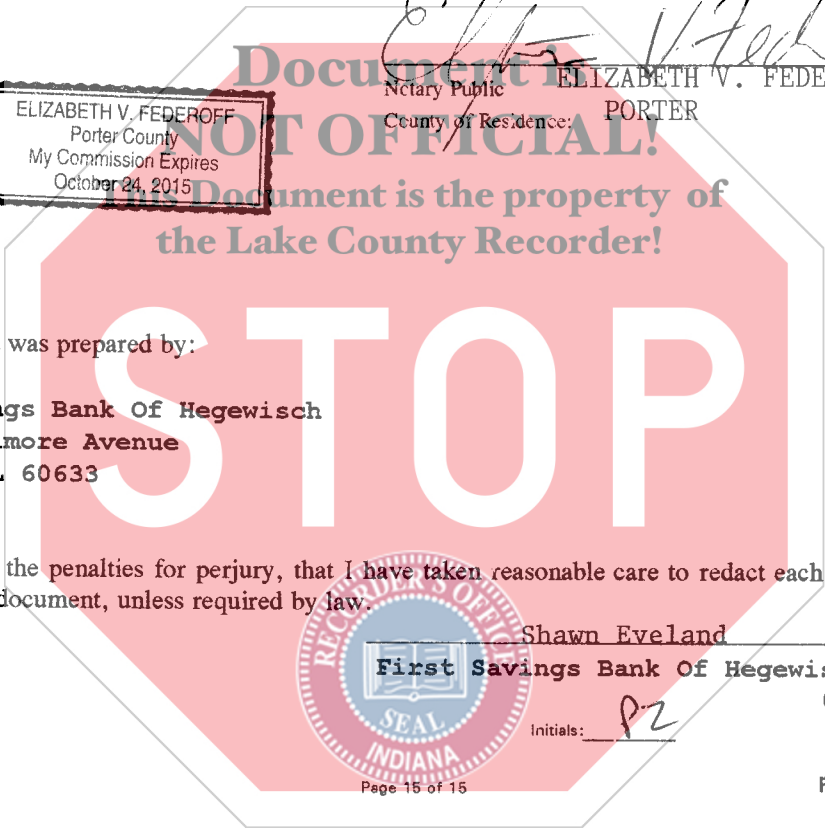 Document is
NOT OFFICIAL!
This Document is the property of
the Lake County Recorder!
ELIZABETH V. FEDE
Notary Public
PORTER
County of Residence:
ELIZABETH V. FEDEROFF
Porter County
My Commission Expires
October 24, 2015
was prepared by:
ngs Bank Of Hegewisch
more Avenue
60633
STOP
the penalties for perjury, that I have taken reasonable care to redact each
document, unless required by law.
Shawn Eveland
First Savings Bank Of Hegewis
RECORDER'S OFFICE
SEAL
INDIANA
Initials: PZ
Page 15 of 15